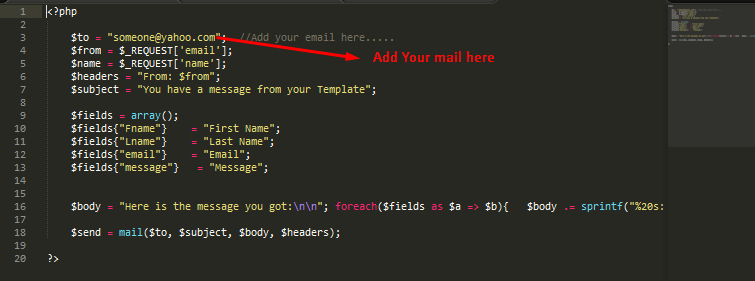 1 <?php
2
3 $to = "someone@yahoo.com"; //Add your email here.....
4 $from = $_REQUEST['email'];
Add Your mail here
5 $name = $_REQUEST['name'];
6 $headers = "From: $from";
7 $subject = "You have a message from your Template";
8
9 $fields = array();
10 $fields{"Fname"} = "First Name";
11 $fields{"Lname"} = "Last Name";
12 $fields{"email"} = "Email";
13 $fields{"message"} = "Message";
14
15
16 $body = "Here is the message you got:\n\n"; foreach($fields as $a => $b){ $body .= sprintf("%20s:
17
18 $send = mail($to, $subject, $body, $headers);
19
20 ?>